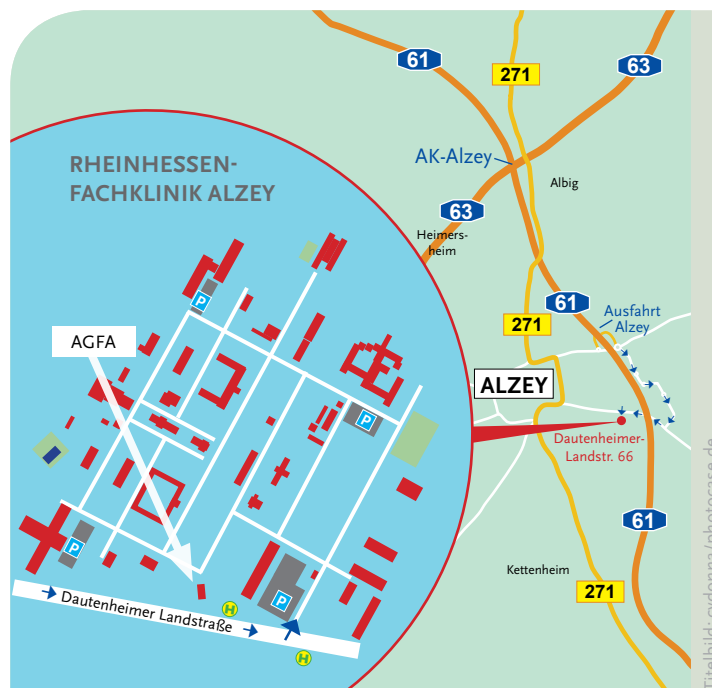 61
63
271
AK-Alzey
Albig
RHEINHESSEN-
FACHKLINIK ALZEY
63
Heimers-
heim
61
Ausfahrt
Alzey
P
271
AGFA
ALZEY
P
Dautenheimer-
Landstr. 66
61
P
Kettenheim
271
P
H
Dautenheimer Landstraße
H
Titelbild: cydonna/photocase.de